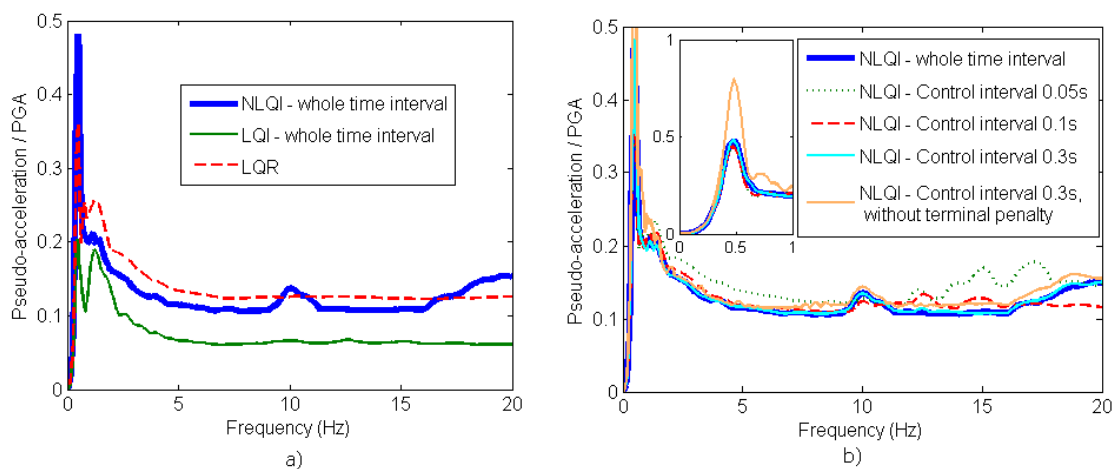 0.5
0.4
0.3
0.2
0.1
0
0
5
10
15
20
Pseudo-acceleration / PGA
Frequency (Hz)
NLQI - whole time interval
LQI - whole time interval
LQR
a)
0.5
0.4
0.3
0.2
0.1
0
0
5
10
15
20
Pseudo-acceleration / PGA
Frequency (Hz)
1
0.5
0
0
0.5
1
NLQI - whole time interval
NLQI - Control interval 0.05s
NLQI - Control interval 0.1s
NLQI - Control interval 0.3s
NLQI - Control interval 0.3s,
without terminal penalty
b)